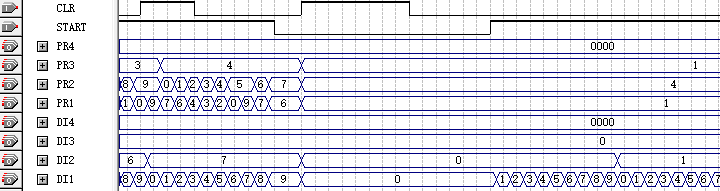 CLR
START
PR4 0000
PR3 3 4 1
PR2 8 9 0 1 2 3 4 5 6 7 4
PR1 1 0 9 7 6 4 3 2 0 9 7 6 1
DI4 0000
DI3 0
DI2 6 7 0 1
DI1 8 9 0 1 2 3 4 5 6 7 8 9 0 1 2 3 4 5 6 7 8 9 0 1 2 3 4 5 6 7